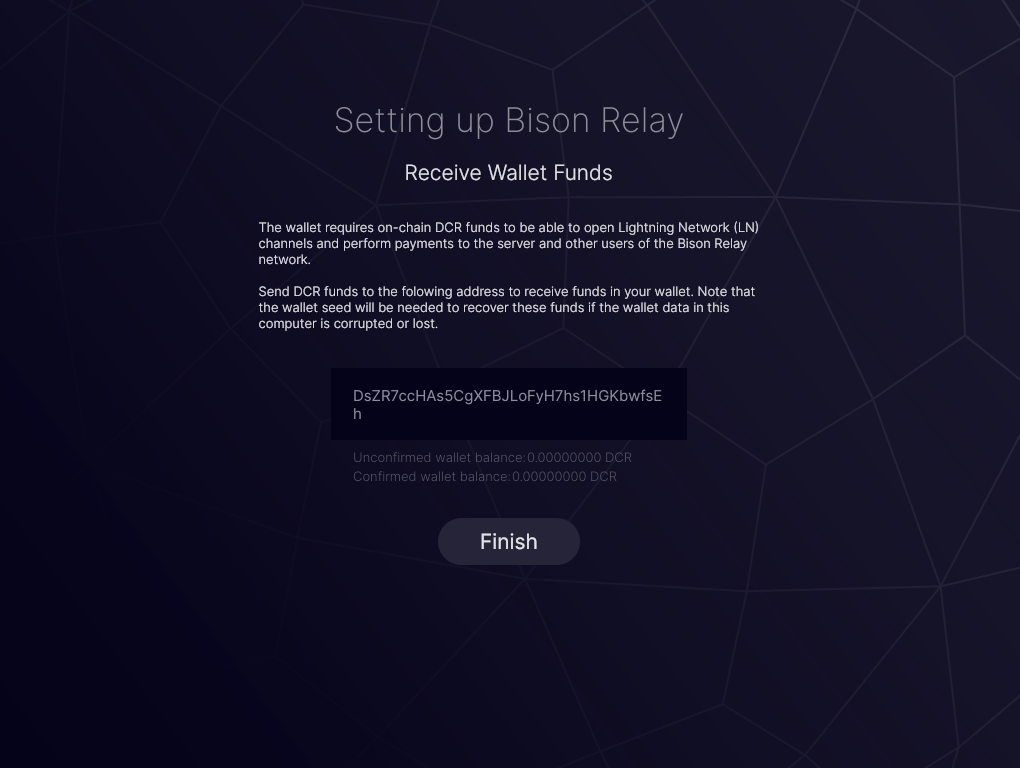 Setting up Bison Relay
Receive Wallet Funds
The wallet requires on-chain DCR funds to be able to open Lightning Network (LN)
channels and perform payments to the server and other users of the Bison Relay
network.
Send DCR funds to the folowing address to receive funds in your wallet. Note that
the wallet seed will be needed to recover these funds if the wallet data in this
computer is corrupted or lost.
DsZR7ccHAs5CgXFBJLoFyH7hs1HGKbwfsE
h
Unconfirmed wallet balance:0.00000000 DCR
Confirmed wallet balance:0.00000000 DCR
Finish